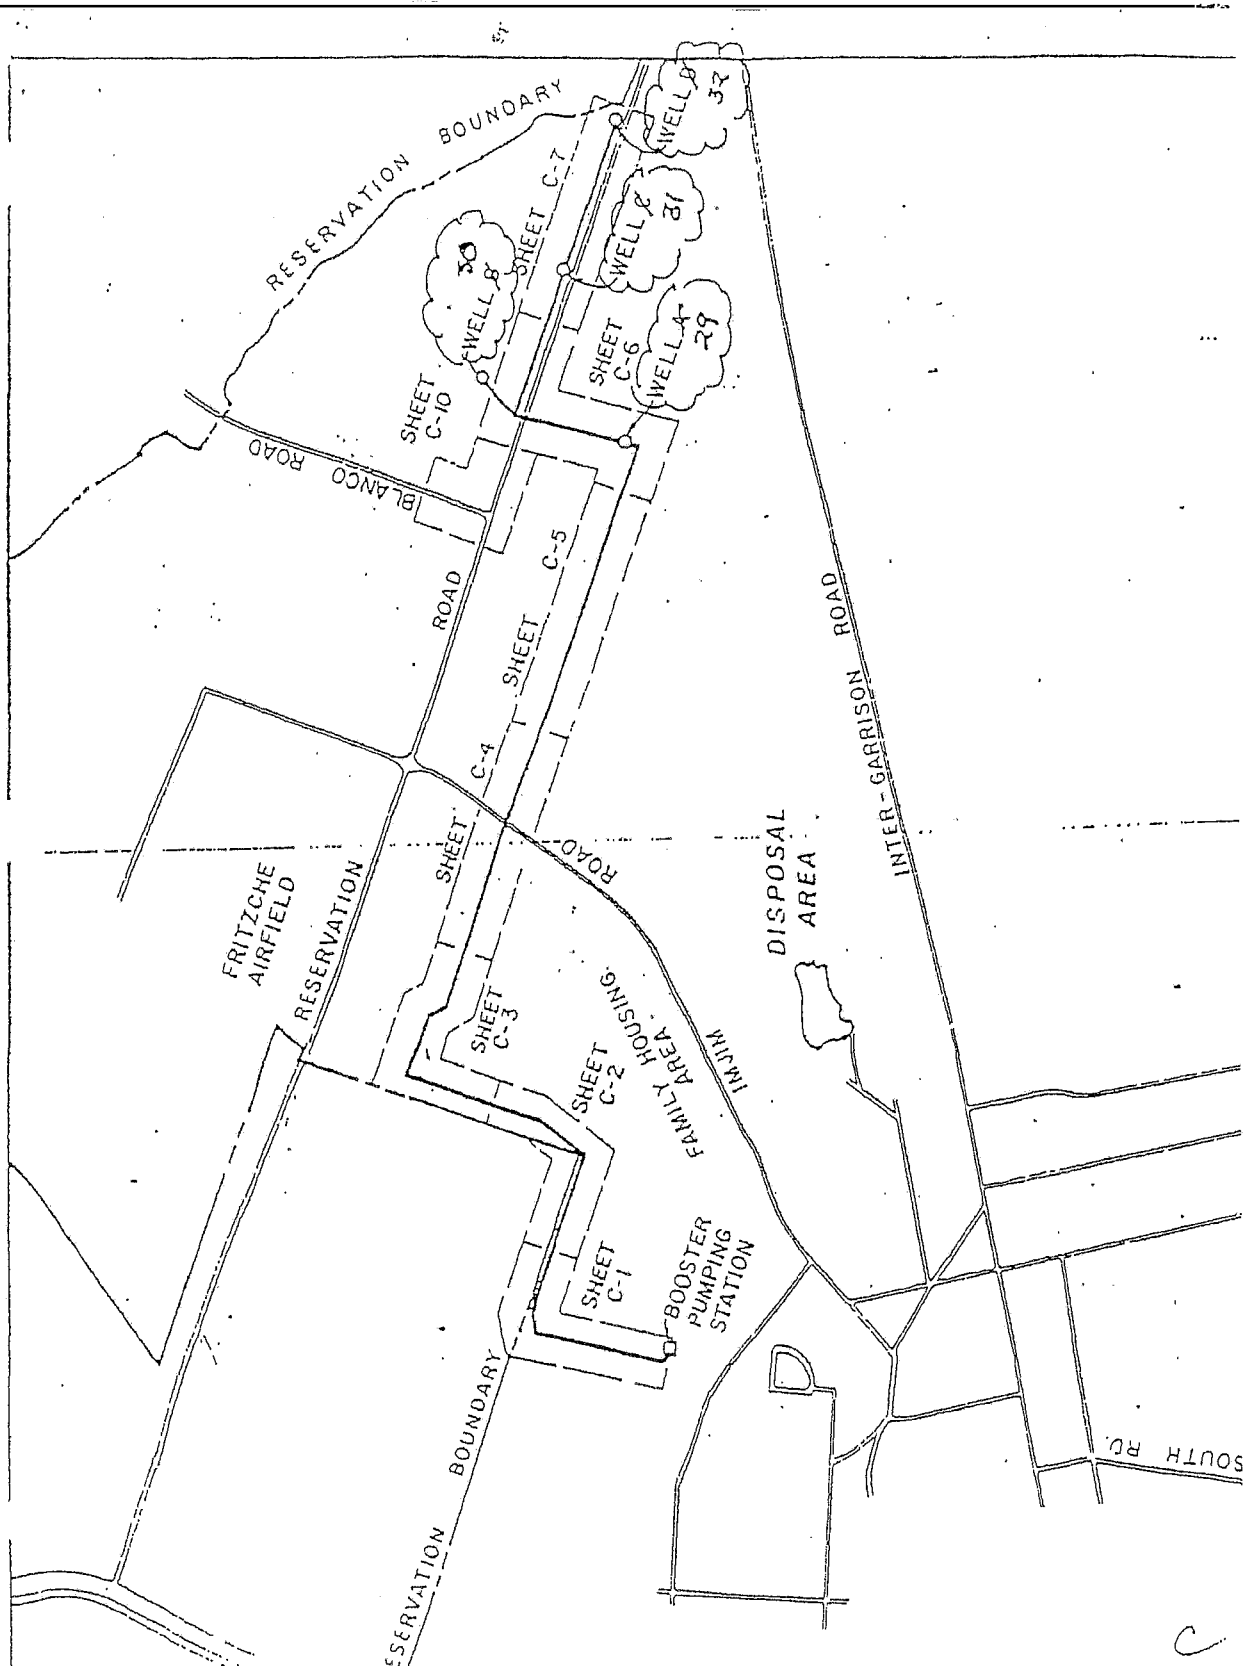 RESERVATION BOUNDARY
WELL D
32
SHEET C-7
WELL C
31
30
WELL B
SHEET
C-6
WELL A
29
SHEET
C-10
BLANCO ROAD
SHEET C-5
ROAD
INTER-GARRISON ROAD
SHEET C-4
RESERVATION
FRITZCHE
AIRFIELD
ROAD
DISPOSAL
AREA
SHEET
C-3
FAMILY HOUSING
AREA
IMJIM
SHEET
C-2
SHEET
C-1
BOOSTER
PUMPING
STATION
ESERVATION BOUNDARY
SOUTH RD.
C